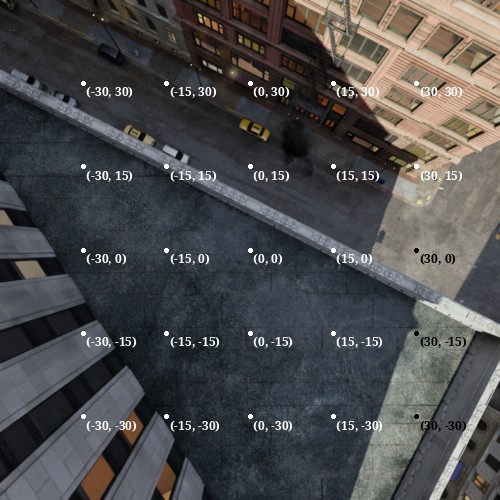 (-30, 30) (-15, 30) (0, 30) (15, 30) (30, 30)
(-30, 15) (-15, 15) (0, 15) (15, 15) (30, 15)
(-30, 0) (-15, 0) (0, 0) (15, 0) (30, 0)
(-30, -15) (-15, -15) (0, -15) (15, -15) (30, -15)
(-30, -30) (-15, -30) (0, -30) (15, -30) (30, -30)